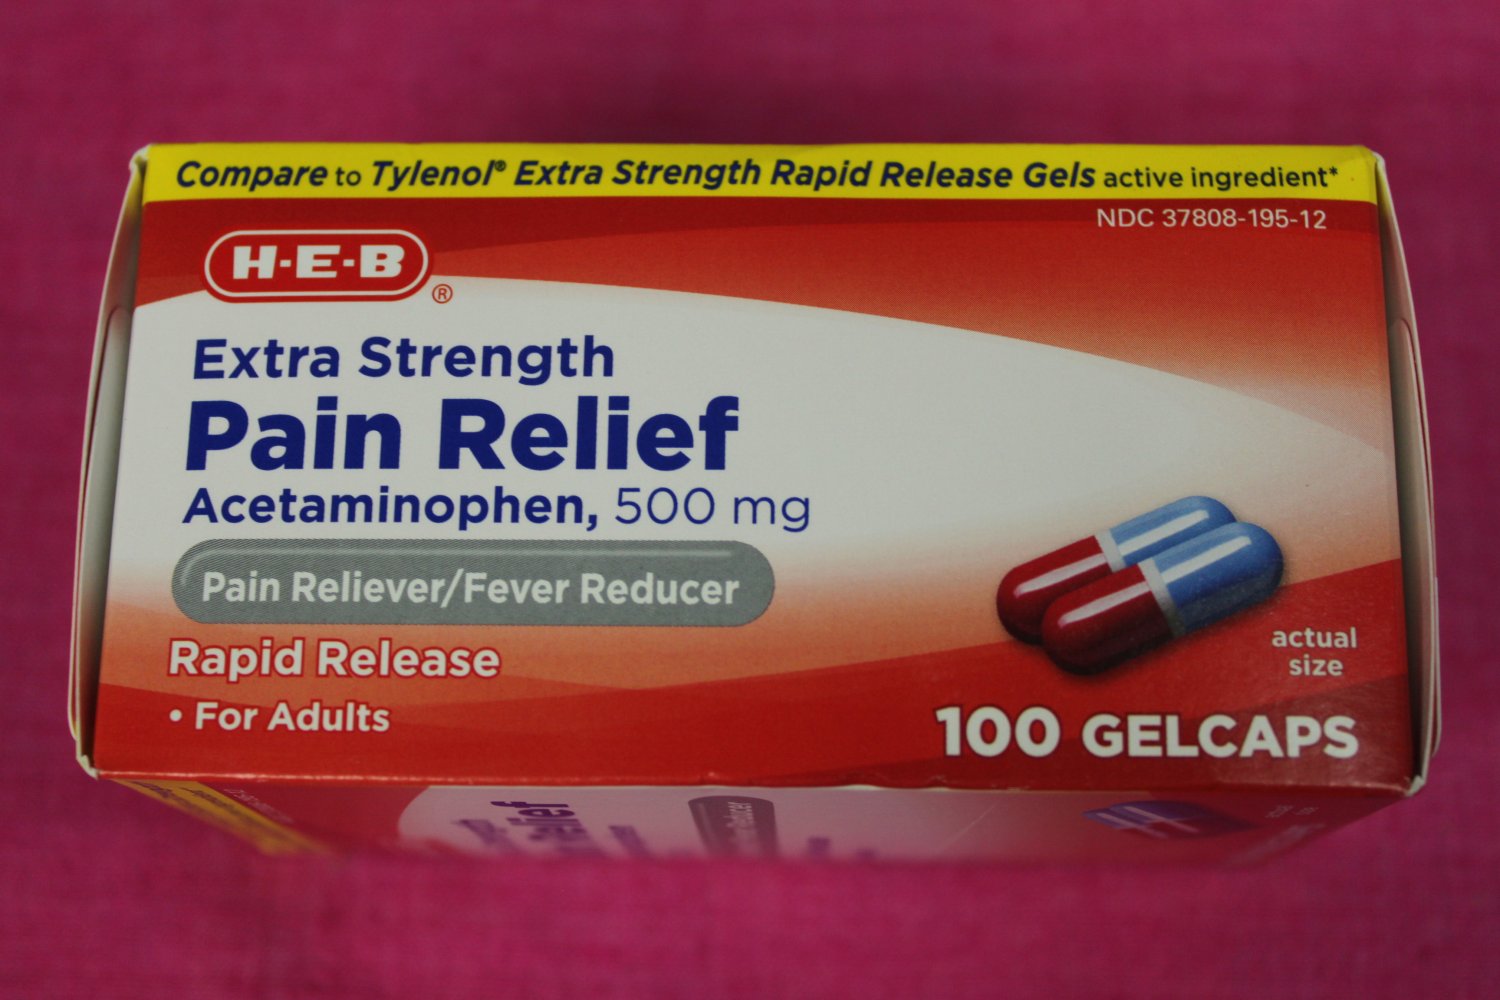 Compare to Tylenol® Extra Strength Rapid Release Gels active ingredient*
NDC 37808-195-12
H-E-B
®
Extra Strength
Pain Relief
Acetaminophen, 500 mg
Pain Reliever/Fever Reducer
Rapid Release
• For Adults
actual
size
100 GELCAPS